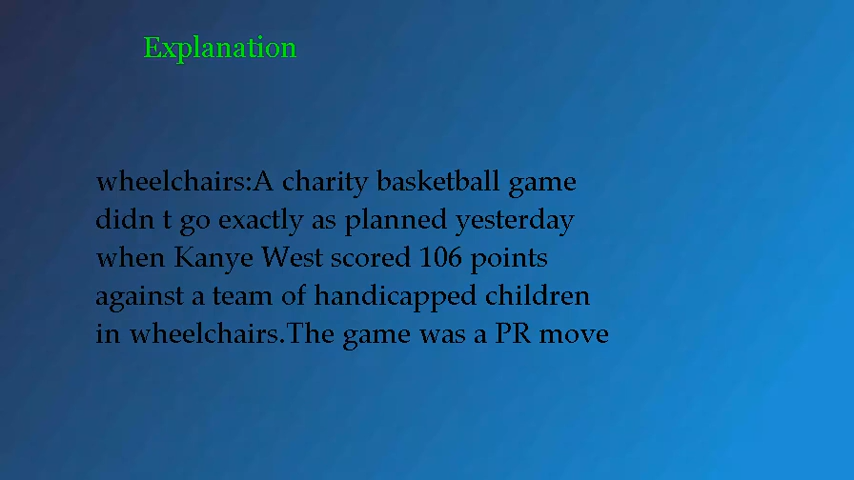 Explanation
wheelchairs:A charity basketball game
didn t go exactly as planned yesterday
when Kanye West scored 106 points
against a team of handicapped children
in wheelchairs.The game was a PR move